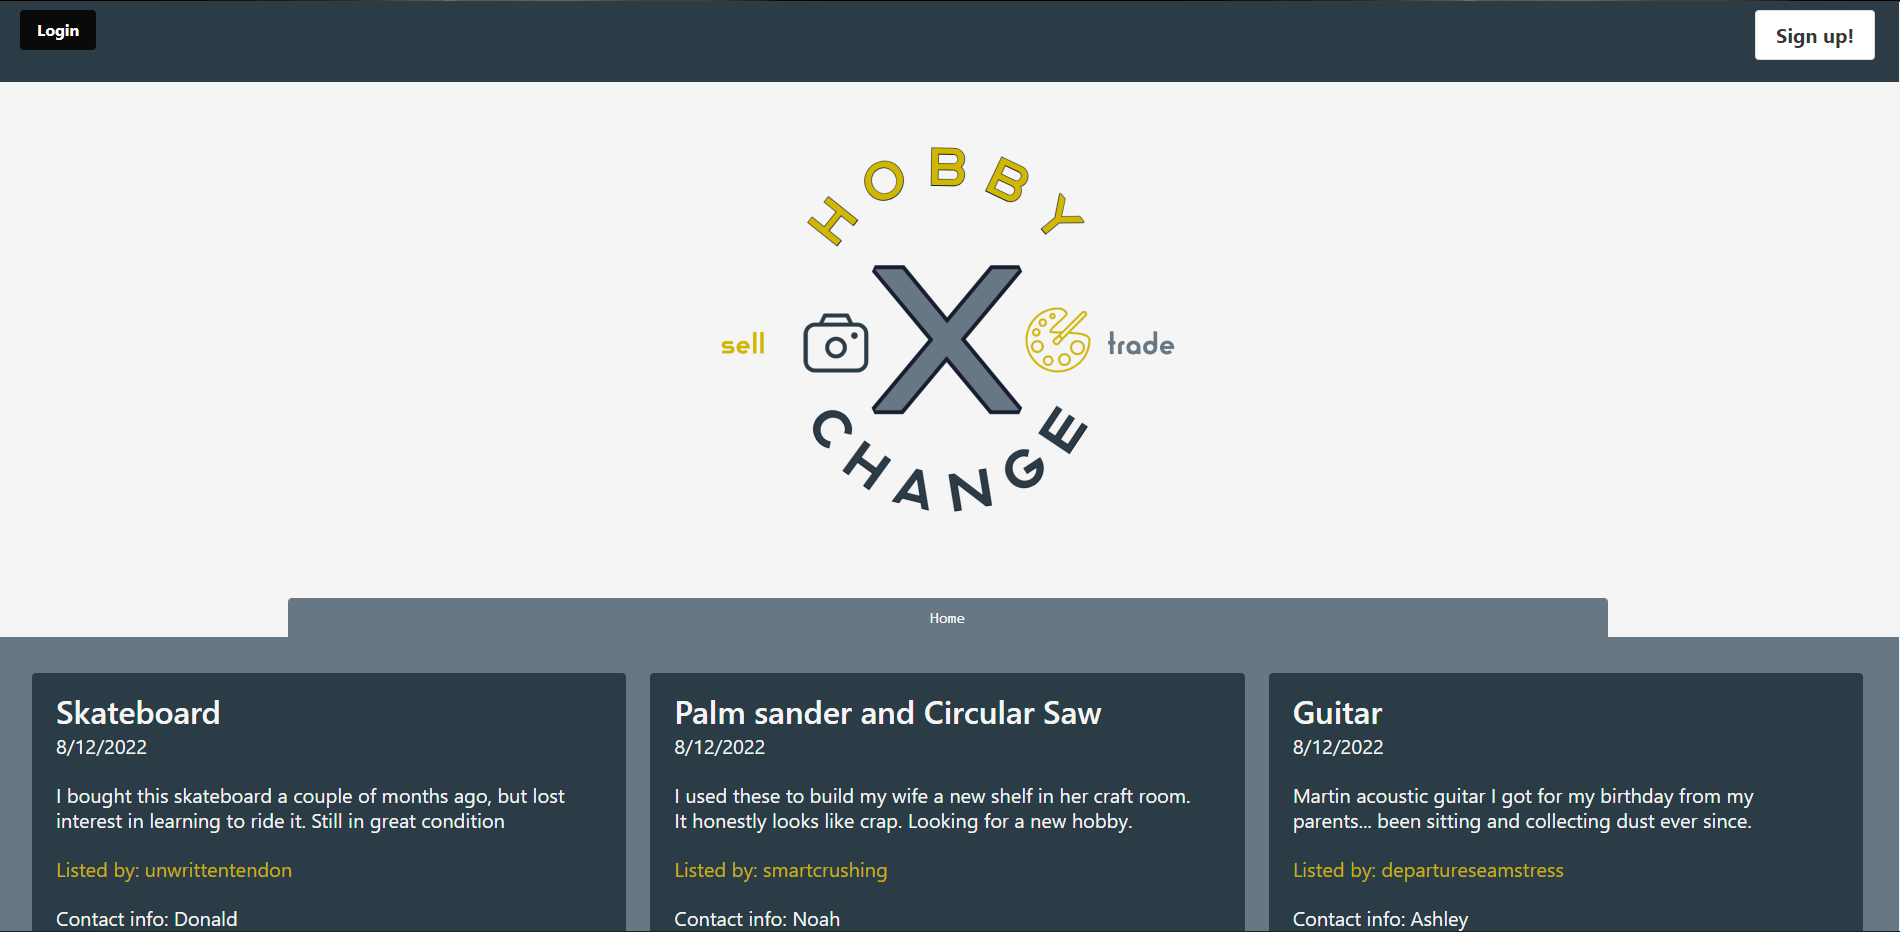 Login
Sign up!
HOBBY
X
sell
trade
CHANGE
Home
Skateboard
8/12/2022
I bought this skateboard a couple of months ago, but lost
interest in learning to ride it. Still in great condition
Listed by: unwrittentendon
Contact info: Donald
Palm sander and Circular Saw
8/12/2022
I used these to build my wife a new shelf in her craft room.
It honestly looks like crap. Looking for a new hobby.
Listed by: smartcrushing
Contact info: Noah
Guitar
8/12/2022
Martin acoustic guitar I got for my birthday from my
parents... been sitting and collecting dust ever since.
Listed by: departureseamstress
Contact info: Ashley